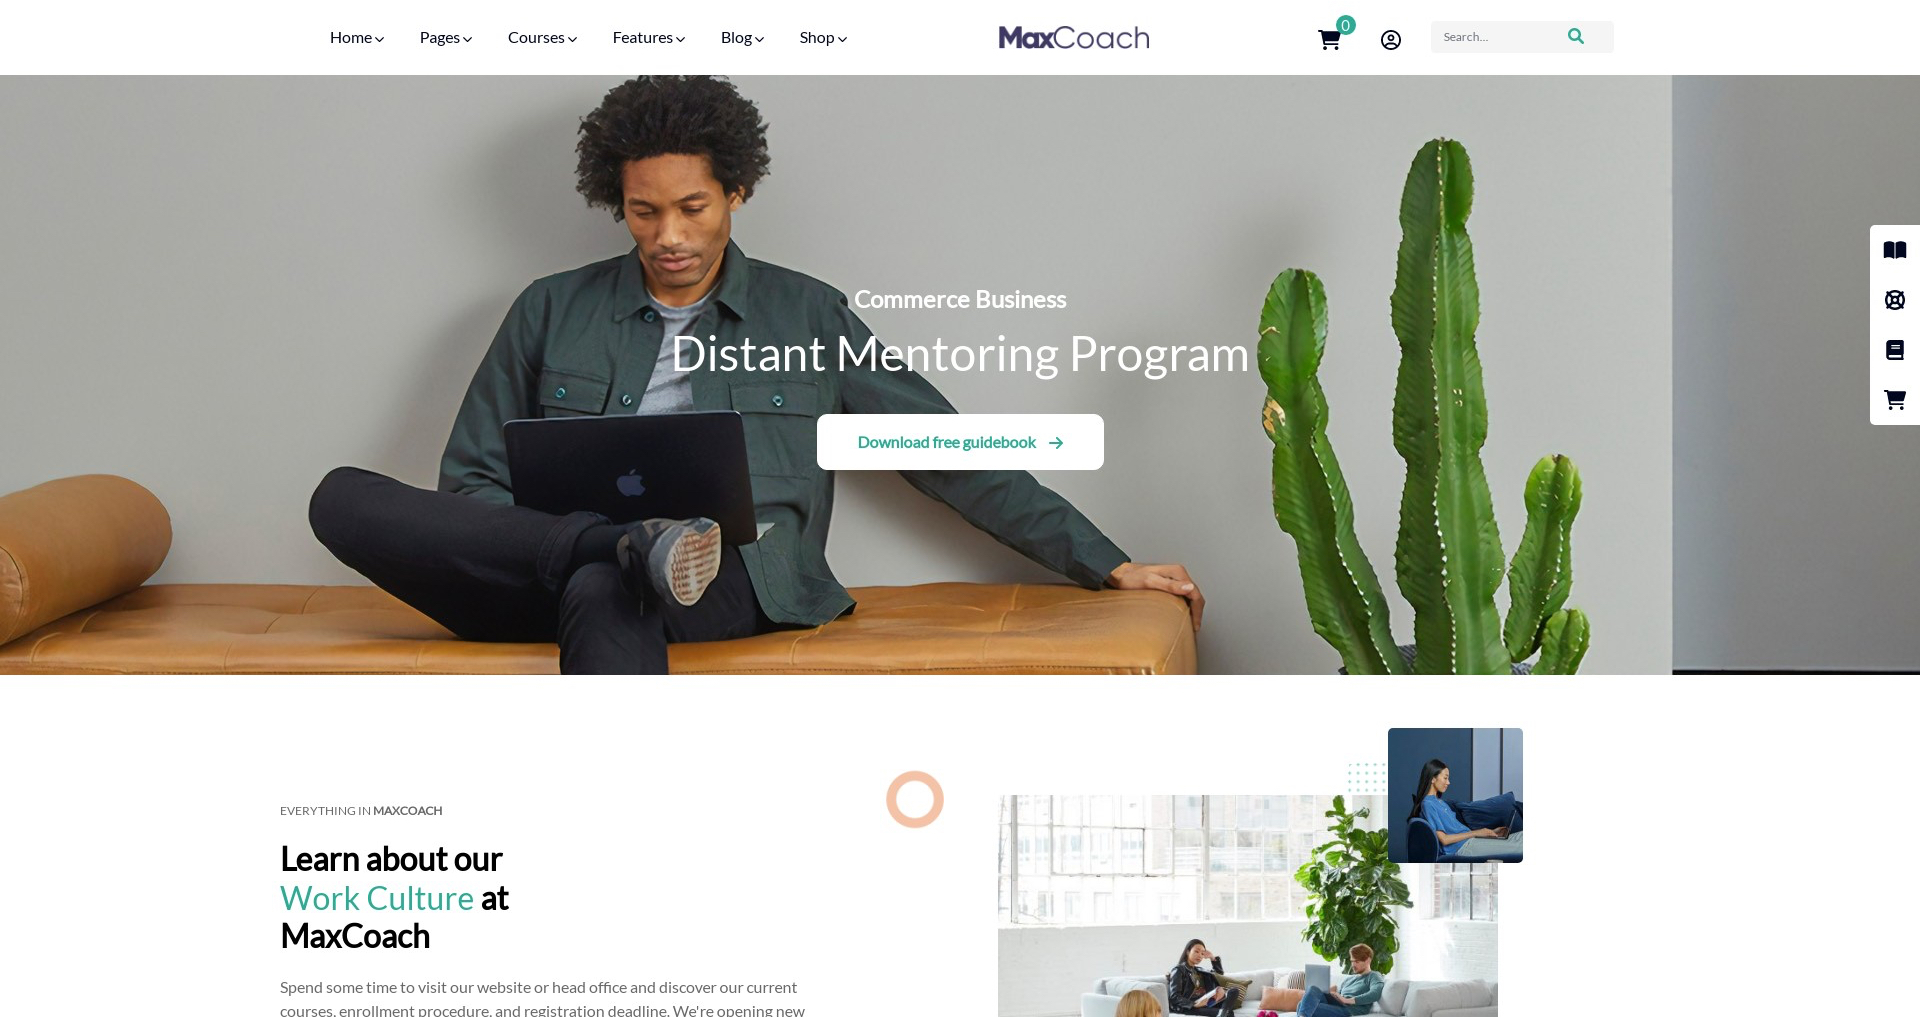 Home Pages Courses Features Blog Shop MaxCoach 0 Search...
Commerce Business
Distant Mentoring Program
Download free guidebook
EVERYTHING IN MAXCOACH
Learn about our
Work Culture at
MaxCoach
Spend some time to visit our website or head office and discover our current
courses, enrollment procedure, and registration deadline. We're opening new